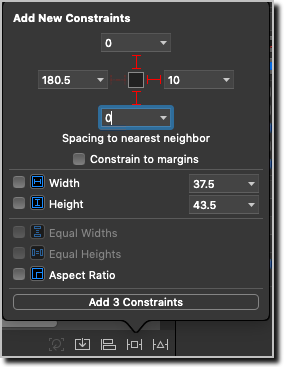 Add New Constraints
0
180.5
10
0
Spacing to nearest neighbor
Constrain to margins
Width 37.5
Height 43.5
Equal Widths
Equal Heights
Aspect Ratio
Add 3 Constraints